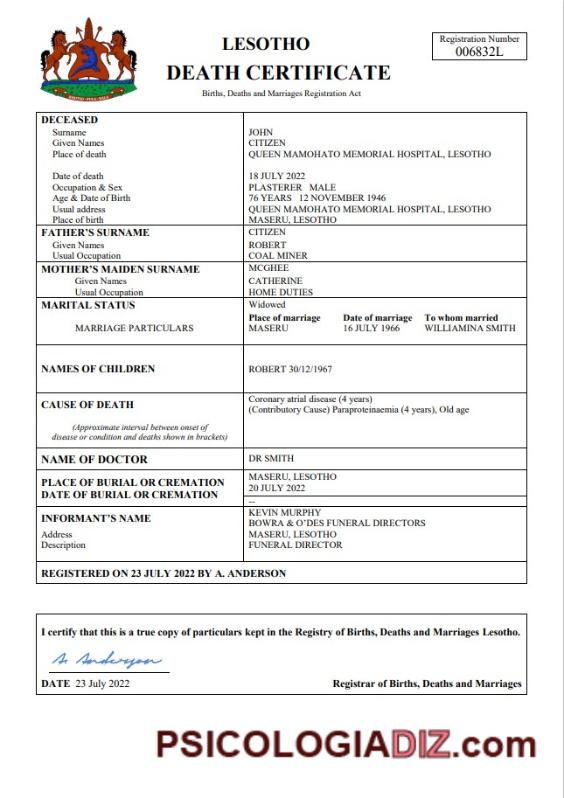 LESOTHO
DEATH CERTIFICATE
Births, Deaths and Marriages Registration Act
Registration Number
006832L
DECEASED
Surname JOHN
Given Names CITIZEN
Place of death QUEEN MAMOHATO MEMORIAL HOSPITAL, LESOTHO
Date of death 18 JULY 2022
Occupation & Sex PLASTERER MALE
Age & Date of Birth 76 YEARS 12 NOVEMBER 1946
Usual address QUEEN MAMOHATO MEMORIAL HOSPITAL, LESOTHO
Place of birth MASERU, LESOTHO
FATHER'S SURNAME CITIZEN
Given Names ROBERT
Usual Occupation COAL MINER
MOTHER'S MAIDEN SURNAME MCGHEE
Given Names CATHERINE
Usual Occupation HOME DUTIES
MARITAL STATUS Widowed
Place of marriage Date of marriage To whom married
MARRIAGE PARTICULARS MASERU 16 JULY 1966 WILLIAMINA SMITH
NAMES OF CHILDREN ROBERT 30/12/1967
CAUSE OF DEATH
Coronary atrial disease (4 years)
(Contributory Cause) Paraproteinaemia (4 years), Old age
(Approximate interval between onset of
disease or condition and deaths shown in brackets)
NAME OF DOCTOR DR SMITH
PLACE OF BURIAL OR CREMATION MASERU, LESOTHO
DATE OF BURIAL OR CREMATION 20 JULY 2022
--
INFORMANT'S NAME KEVIN MURPHY
BOWRA & O'DES FUNERAL DIRECTORS
Address MASERU, LESOTHO
Description FUNERAL DIRECTOR
REGISTERED ON 23 JULY 2022 BY A. ANDERSON
I certify that this is a true copy of particulars kept in the Registry of Births, Deaths and Marriages Lesotho.
A. Anderson
DATE 23 July 2022 Registrar of Births, Deaths and Marriages
PSICOLOGIADIZ.com